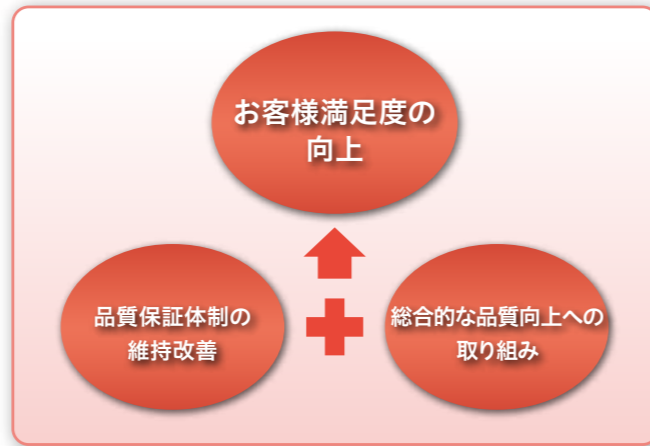 お客様満足度の
向上
品質保証体制の
維持改善
総合的な品質向上への
取り組み